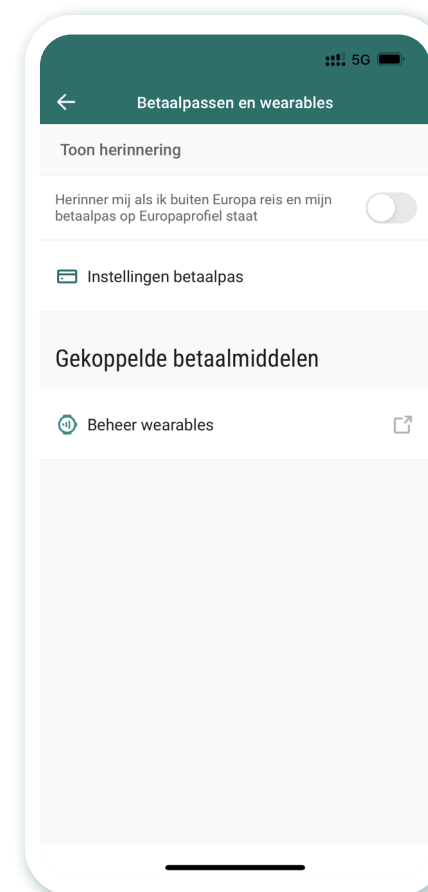 5G
Betaalpassen en wearables
Toon herinnering
Herinner mij als ik buiten Europa reis en mijn
betaalpas op Europaprofiel staat
Instellingen betaalpas
Gekoppelde betaalmiddelen
Beheer wearables